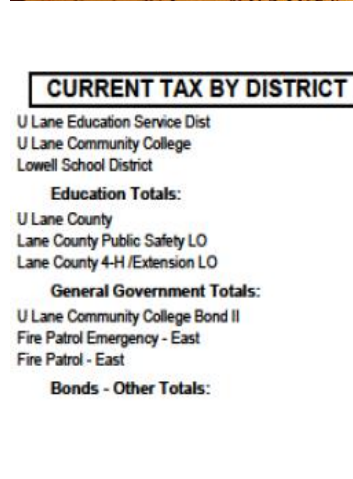 CURRENT TAX BY DISTRICT
U Lane Education Service Dist
U Lane Community College
Lowell School District
Education Totals:
U Lane County
Lane County Public Safety LO
Lane County 4-H /Extension LO
General Government Totals:
U Lane Community College Bond II
Fire Patrol Emergency - East
Fire Patrol - East
Bonds - Other Totals: